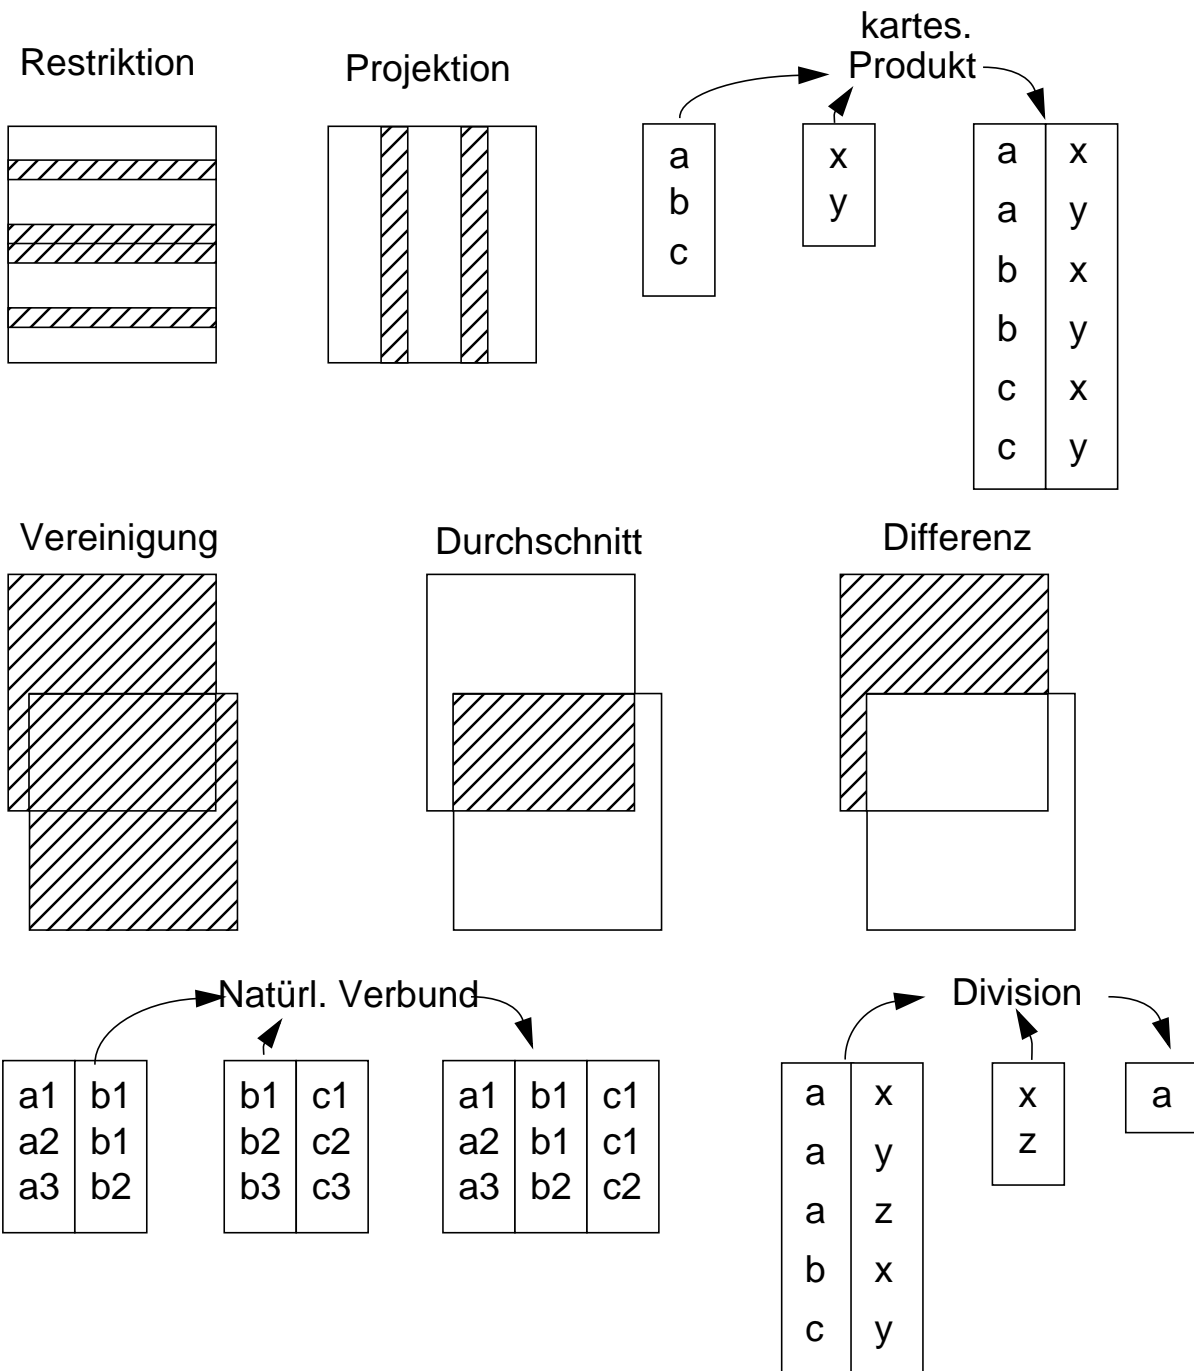 Restriktion
Projektion
kartes.
Produkt
a
b
c
x
y
a x
a y
b x
b y
c x
c y
Vereinigung
Durchschnitt
Differenz
Natürl. Verbund
a1 b1
a2 b1
a3 b2
b1 c1
b2 c2
b3 c3
a1 b1 c1
a2 b1 c1
a3 b2 c2
Division
a x
a y
a z
b x
c y
x
z
a